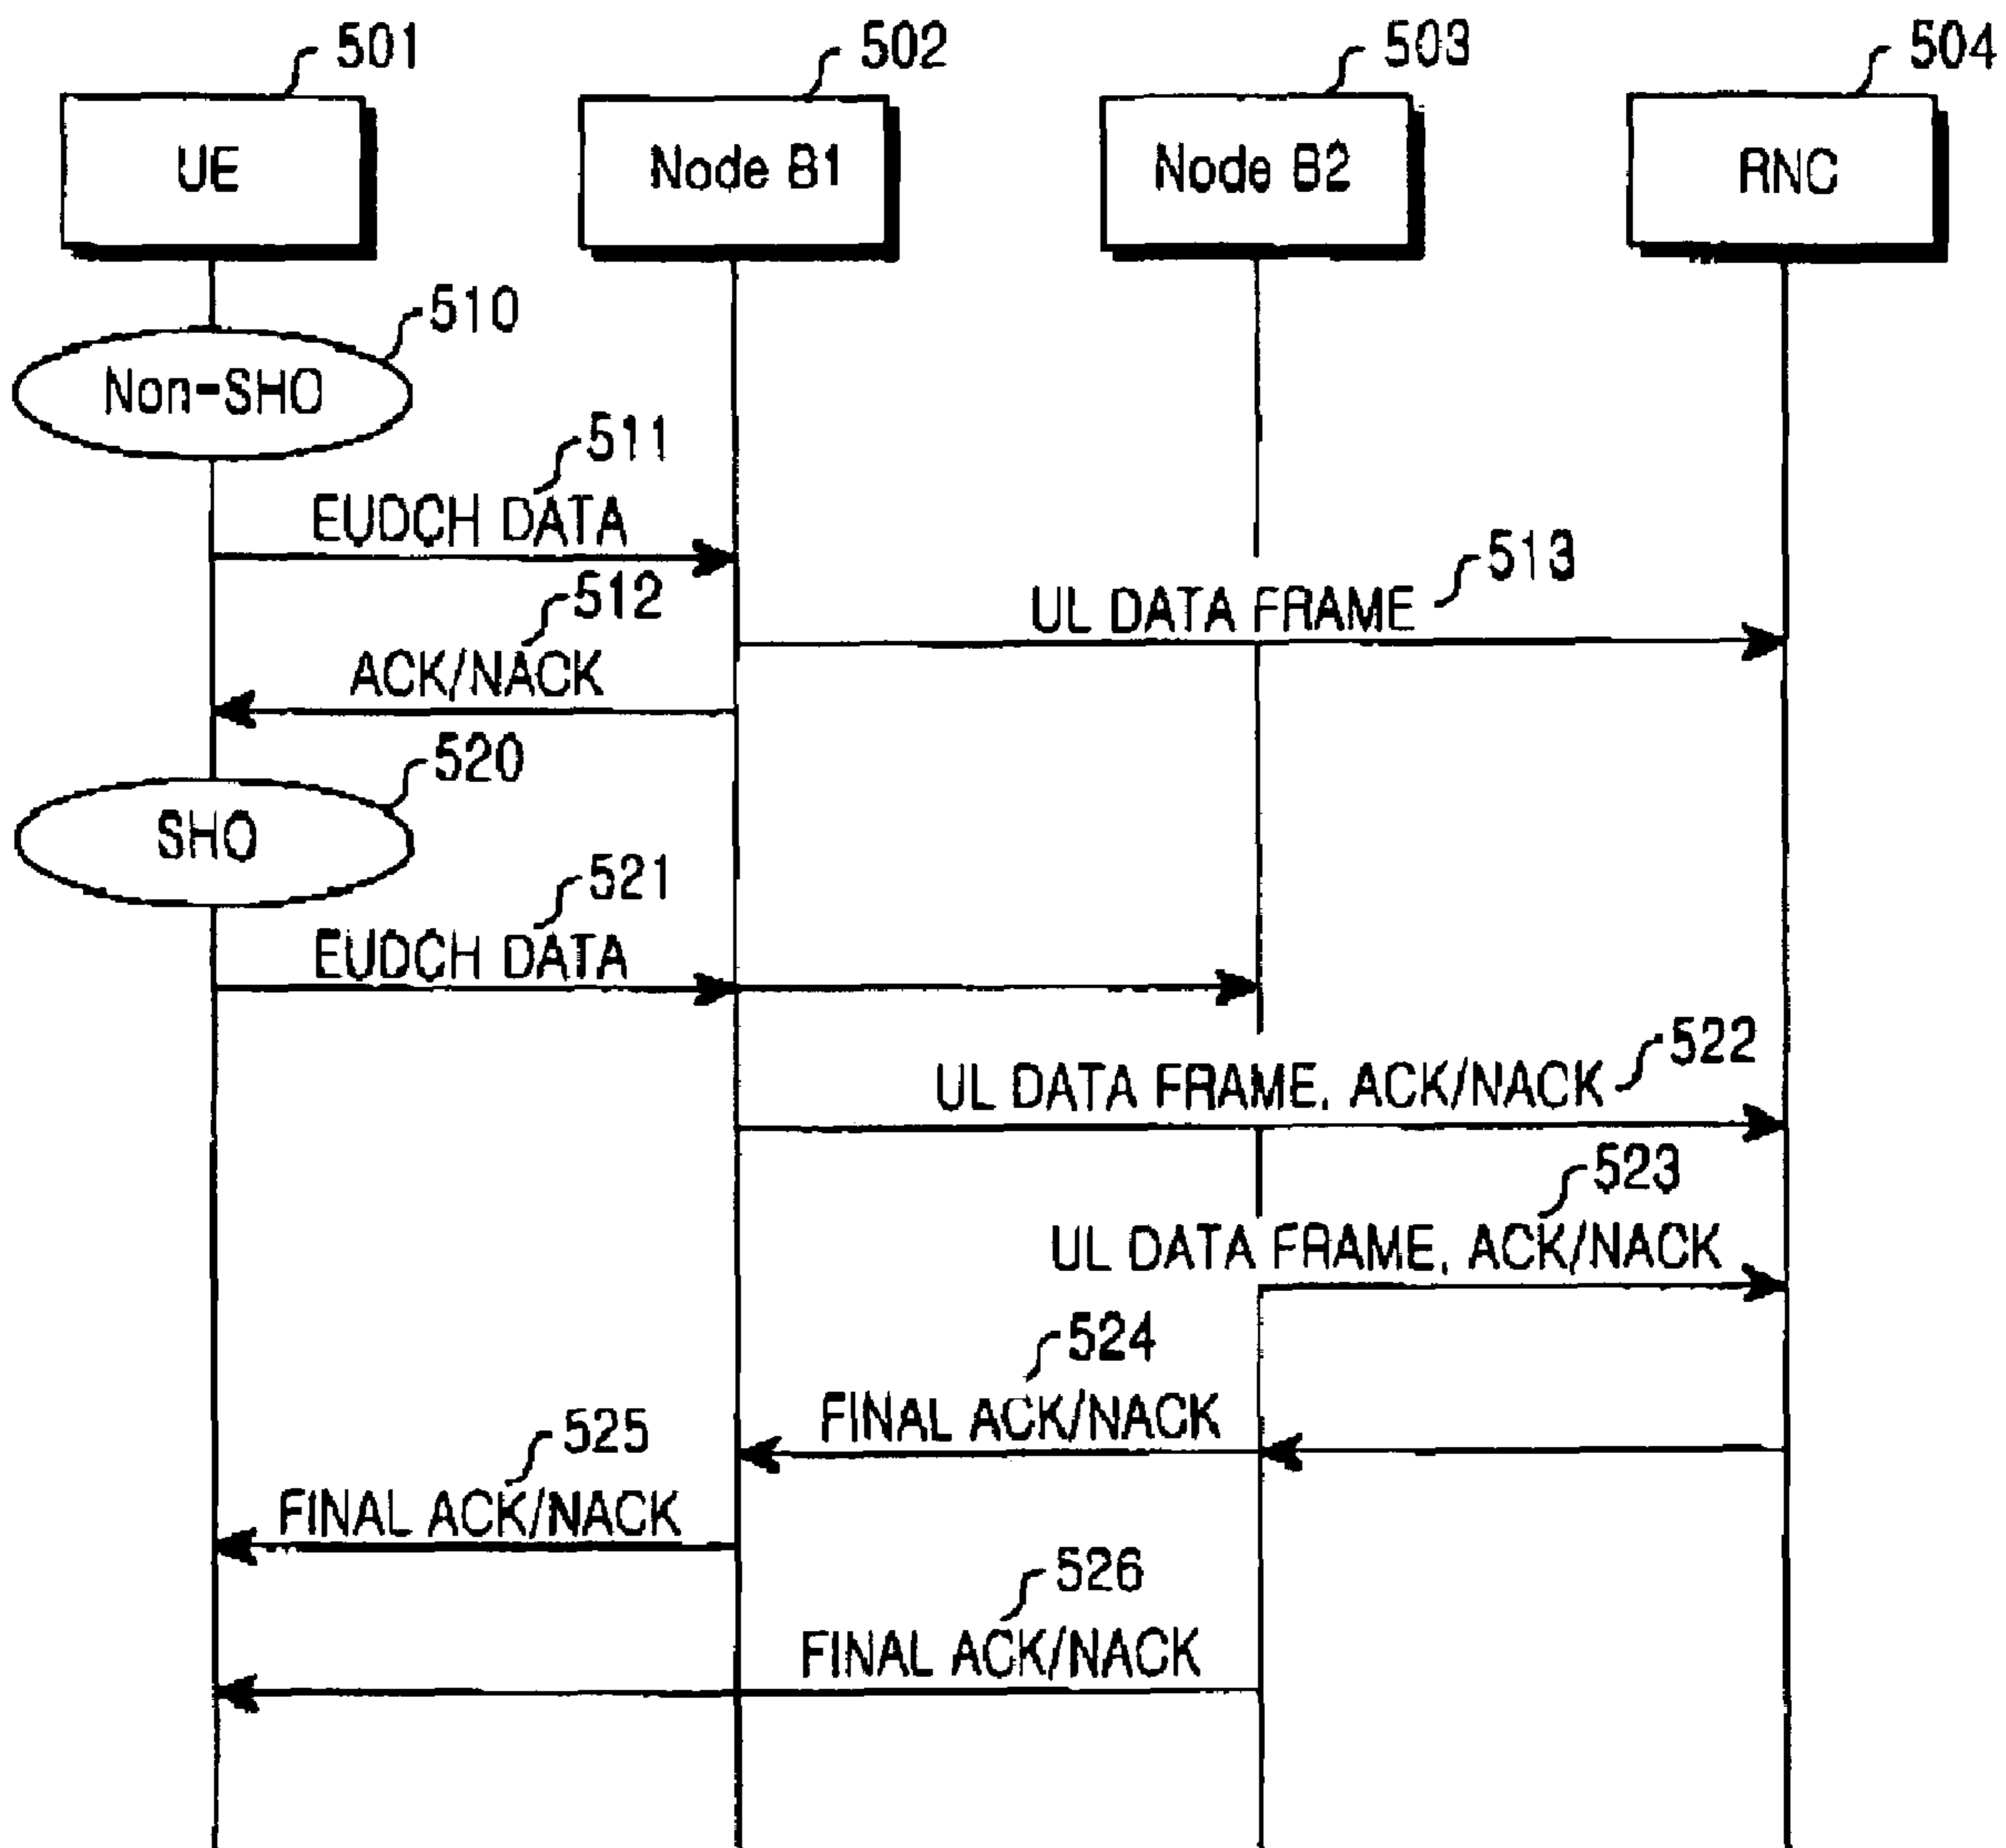 501 502 503 504
UE Node B1 Node B2 RNC
510
Non-SHO
511
EUDCH DATA
513
UL DATA FRAME
512
ACK/NACK
520
SHO
521
EUDCH DATA
522
UL DATA FRAME, ACK/NACK
523
UL DATA FRAME, ACK/NACK
524
FINAL ACK/NACK
525
FINAL ACK/NACK
526
FINAL ACK/NACK